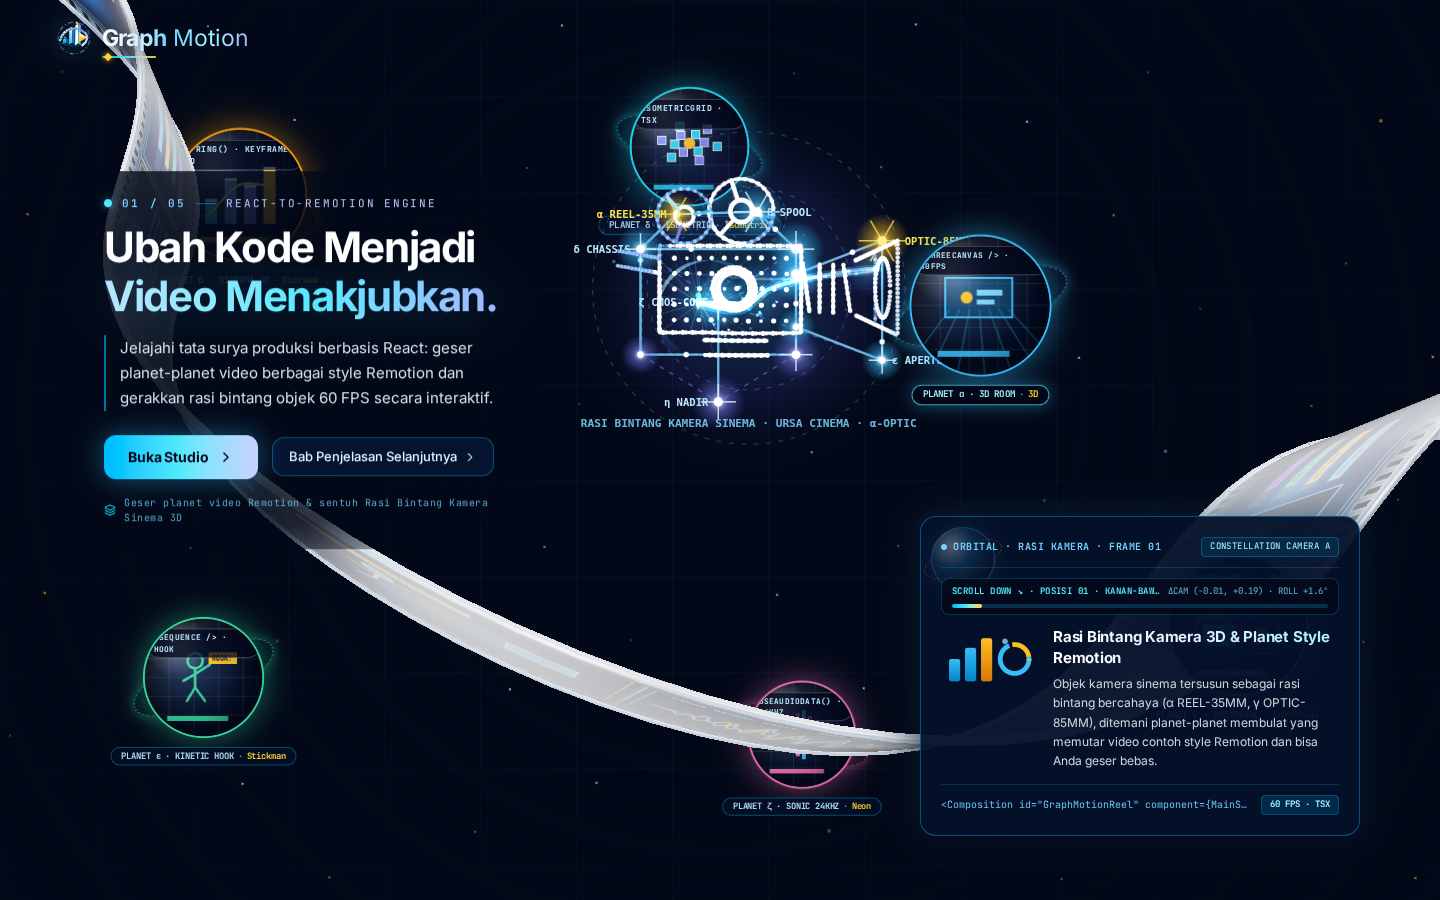 Graph Motion
SOMETRICGRID ·
TSX
RING() · KEYFRAME
01 / 05 — REACT-TO-REMOTION ENGINE
α REEL-35MM
SPOOL
PLANET δ ·
δ CHASSIS
OPTIC-85
HREECANVAS /> ·
60FPS
Ubah Kode Menjadi
Video Menakjubkan.
ζ CMOS-CORE
Jelajahi tata surya produksi berbasis React: geser
planet-planet video berbagai style Remotion dan
gerakkan rasi bintang objek 60 FPS secara interaktif.
ε APERT
PLANET α · 3D ROOM · 3D
η NADIR
RASI BINTANG KAMERA SINEMA · URSA CINEMA · α-OPTIC
Buka Studio
Bab Penjelasan Selanjutnya
Geser planet video Remotion & sentuh Rasi Bintang Kamera
Sinema 3D
ORBITAL · RASI KAMERA · FRAME 01
CONSTELLATION CAMERA A
SCROLL DOWN ↘ · POSISI 01 · KANAN-BAW…
ΔCAM (-0.01, +0.19) · ROLL +1.6°
Rasi Bintang Kamera 3D & Planet Style
Remotion
Objek kamera sinema tersusun sebagai rasi
bintang bercahaya (α REEL-35MM, γ OPTIC-
85MM), ditemani planet-planet membulat yang
memutar video contoh style Remotion dan bisa
Anda geser bebas.
<Composition id="GraphMotionReel" component={MainS…
60 FPS · TSX
SEQUENCE /> ·
HOOK
HOOK!
PLANET ε · KINETIC HOOK · Stickman
USEAUDIODATA() ·
KHZ
PLANET ζ · SONIC 24KHZ · Neon